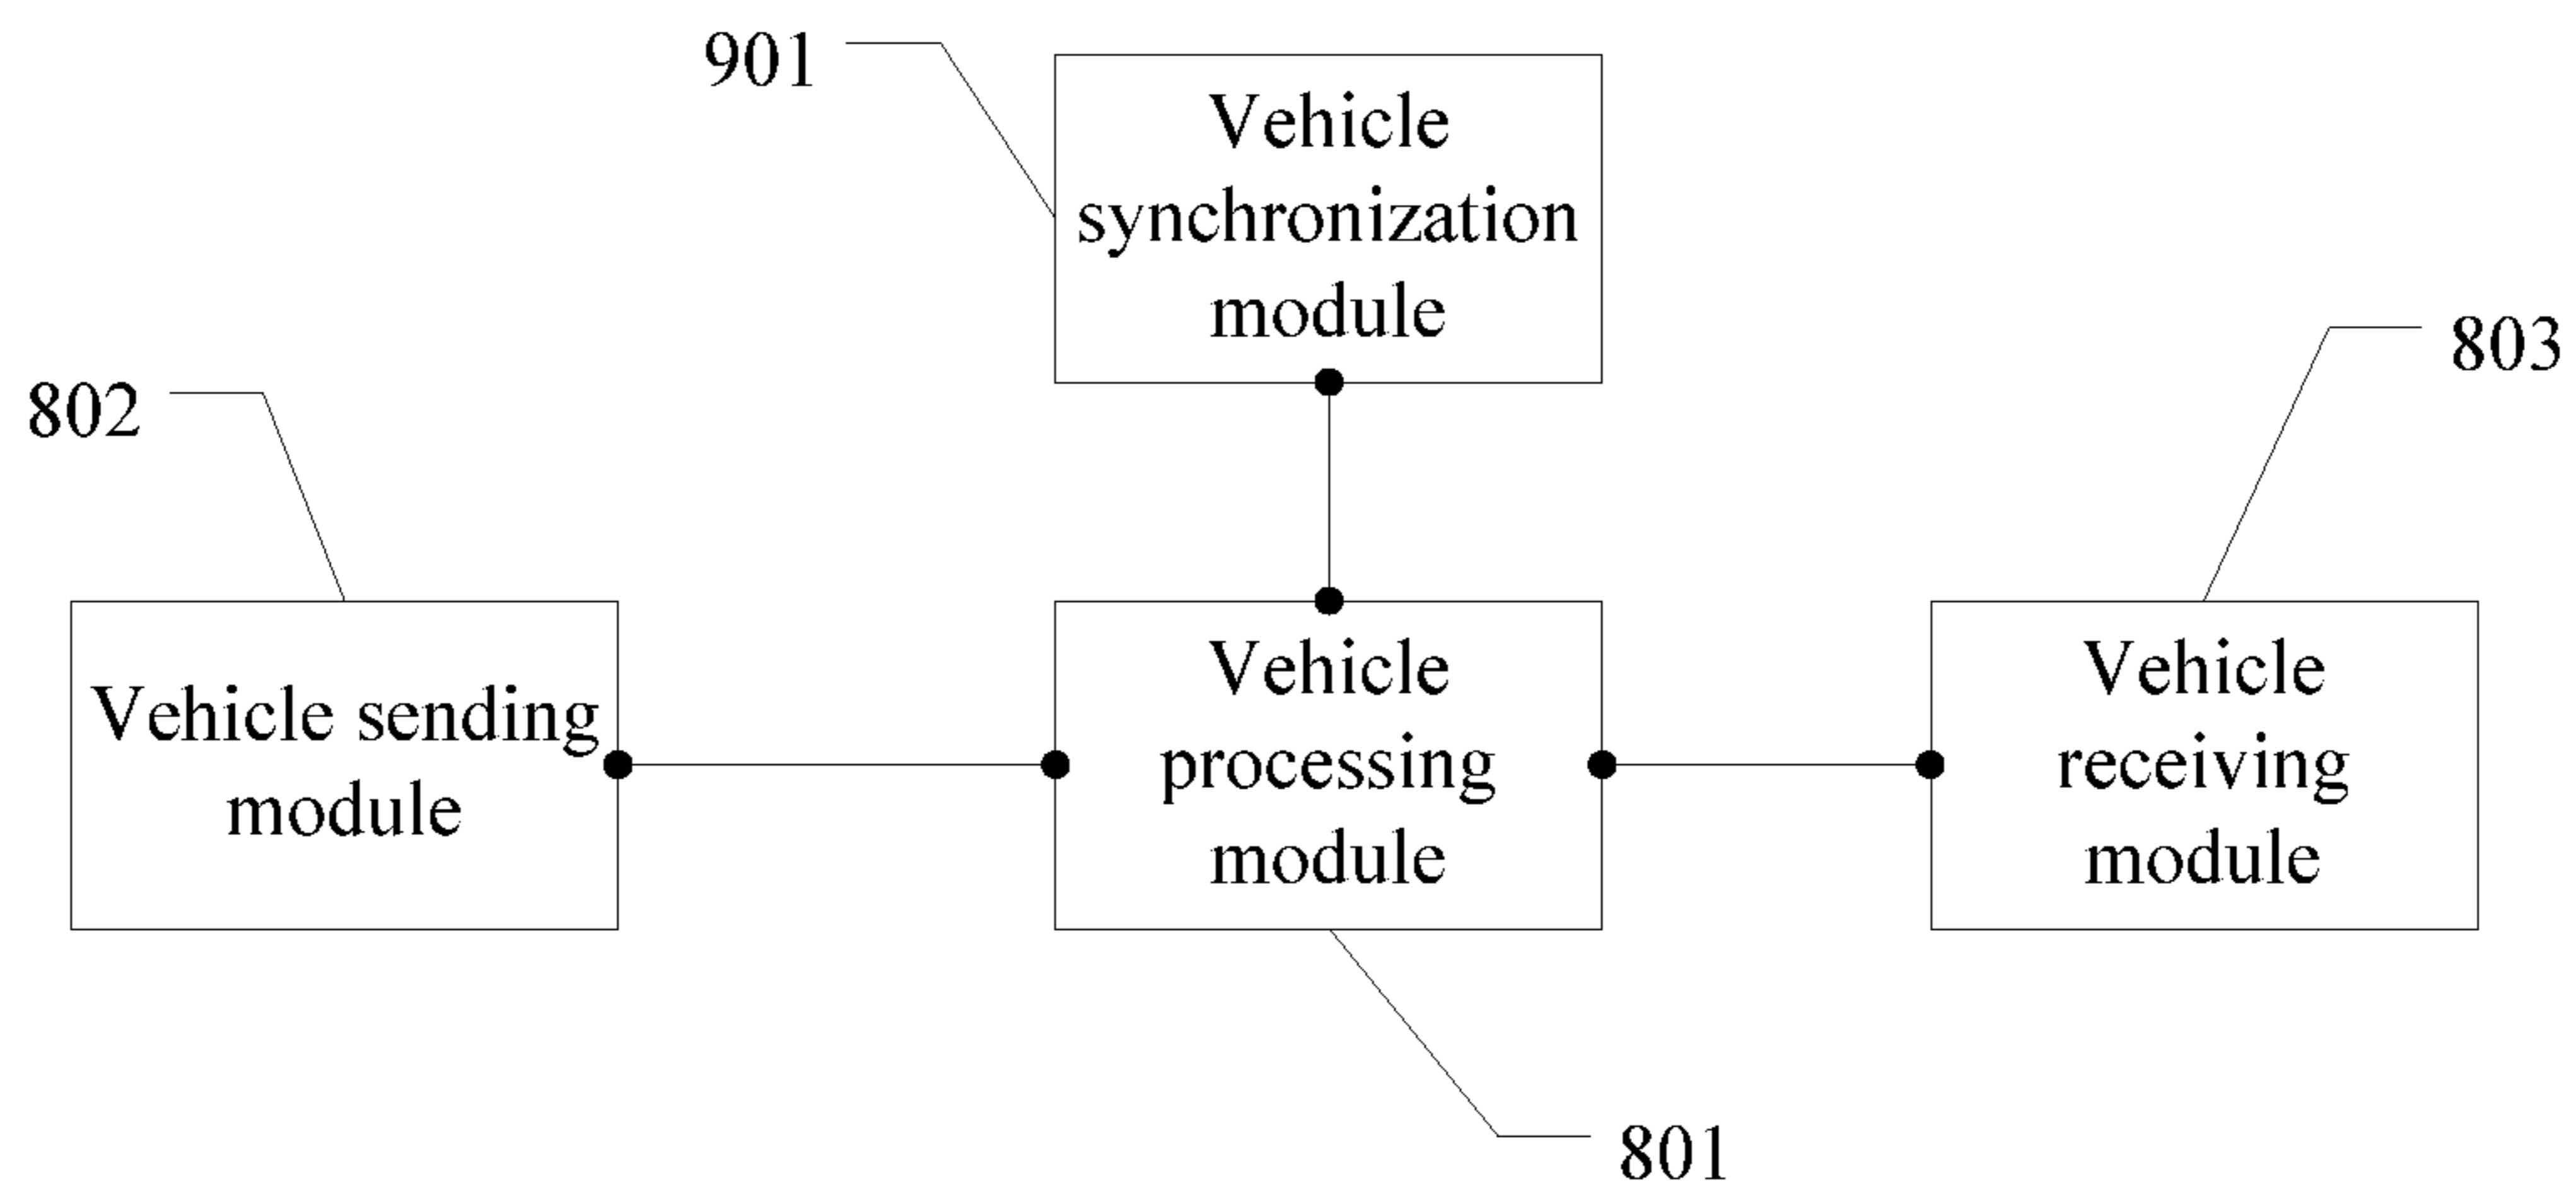 901
Vehicle
synchronization
module
803
802
Vehicle sending
module
Vehicle
processing
module
Vehicle
receiving
module
801